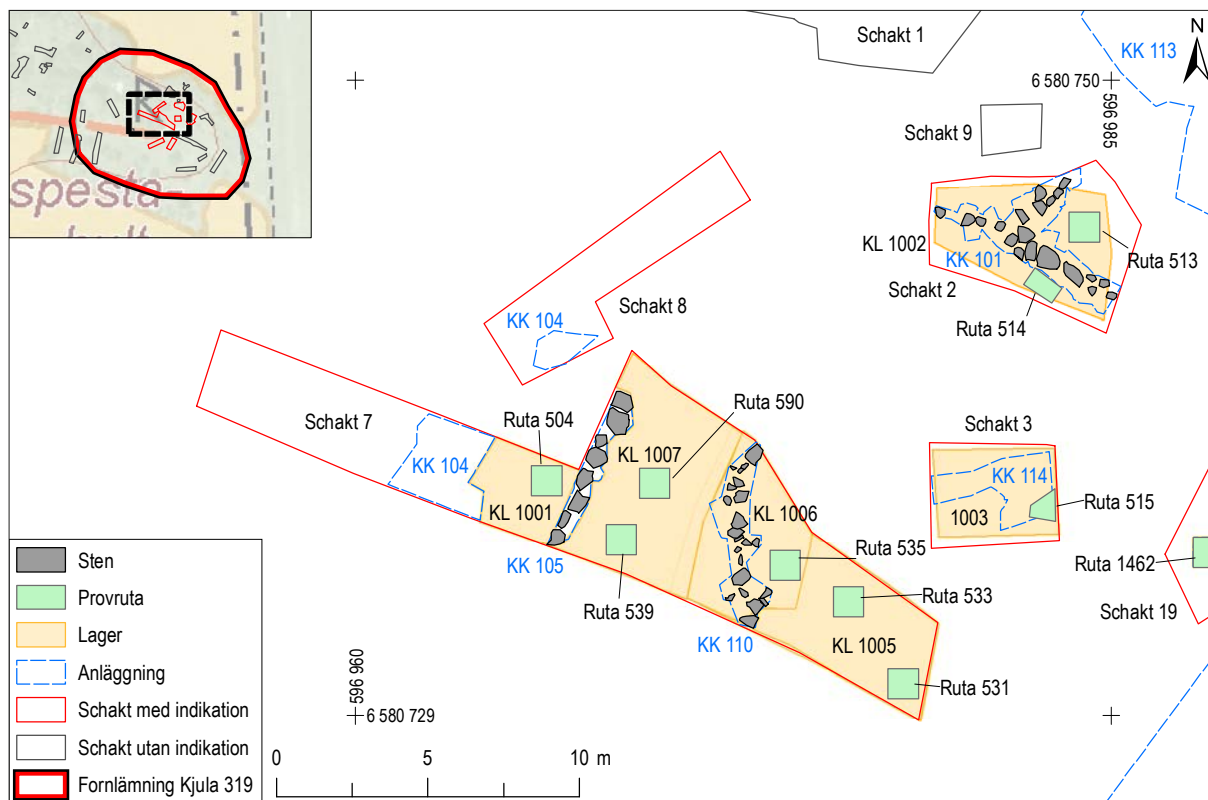 spesta-
Schakt 1
KK 113
N
6 580 750
596 985
Schakt 9
KL 1002
KK 101
Ruta 513
Schakt 2
Ruta 514
KK 104
Schakt 8
Schakt 7
Ruta 504
Ruta 590
KK 104
KL 1007
KL 1001
KL 1006
Schakt 3
KK 114
1003
Ruta 515
KK 105
Ruta 535
Ruta 1462
Ruta 539
Ruta 533
Schakt 19
KK 110
KL 1005
Ruta 531
596 960
6 580 729
Sten
Provruta
Lager
Anläggning
Schakt med indikation
Schakt utan indikation
Fornlämning Kjula 319
0 5 10 m